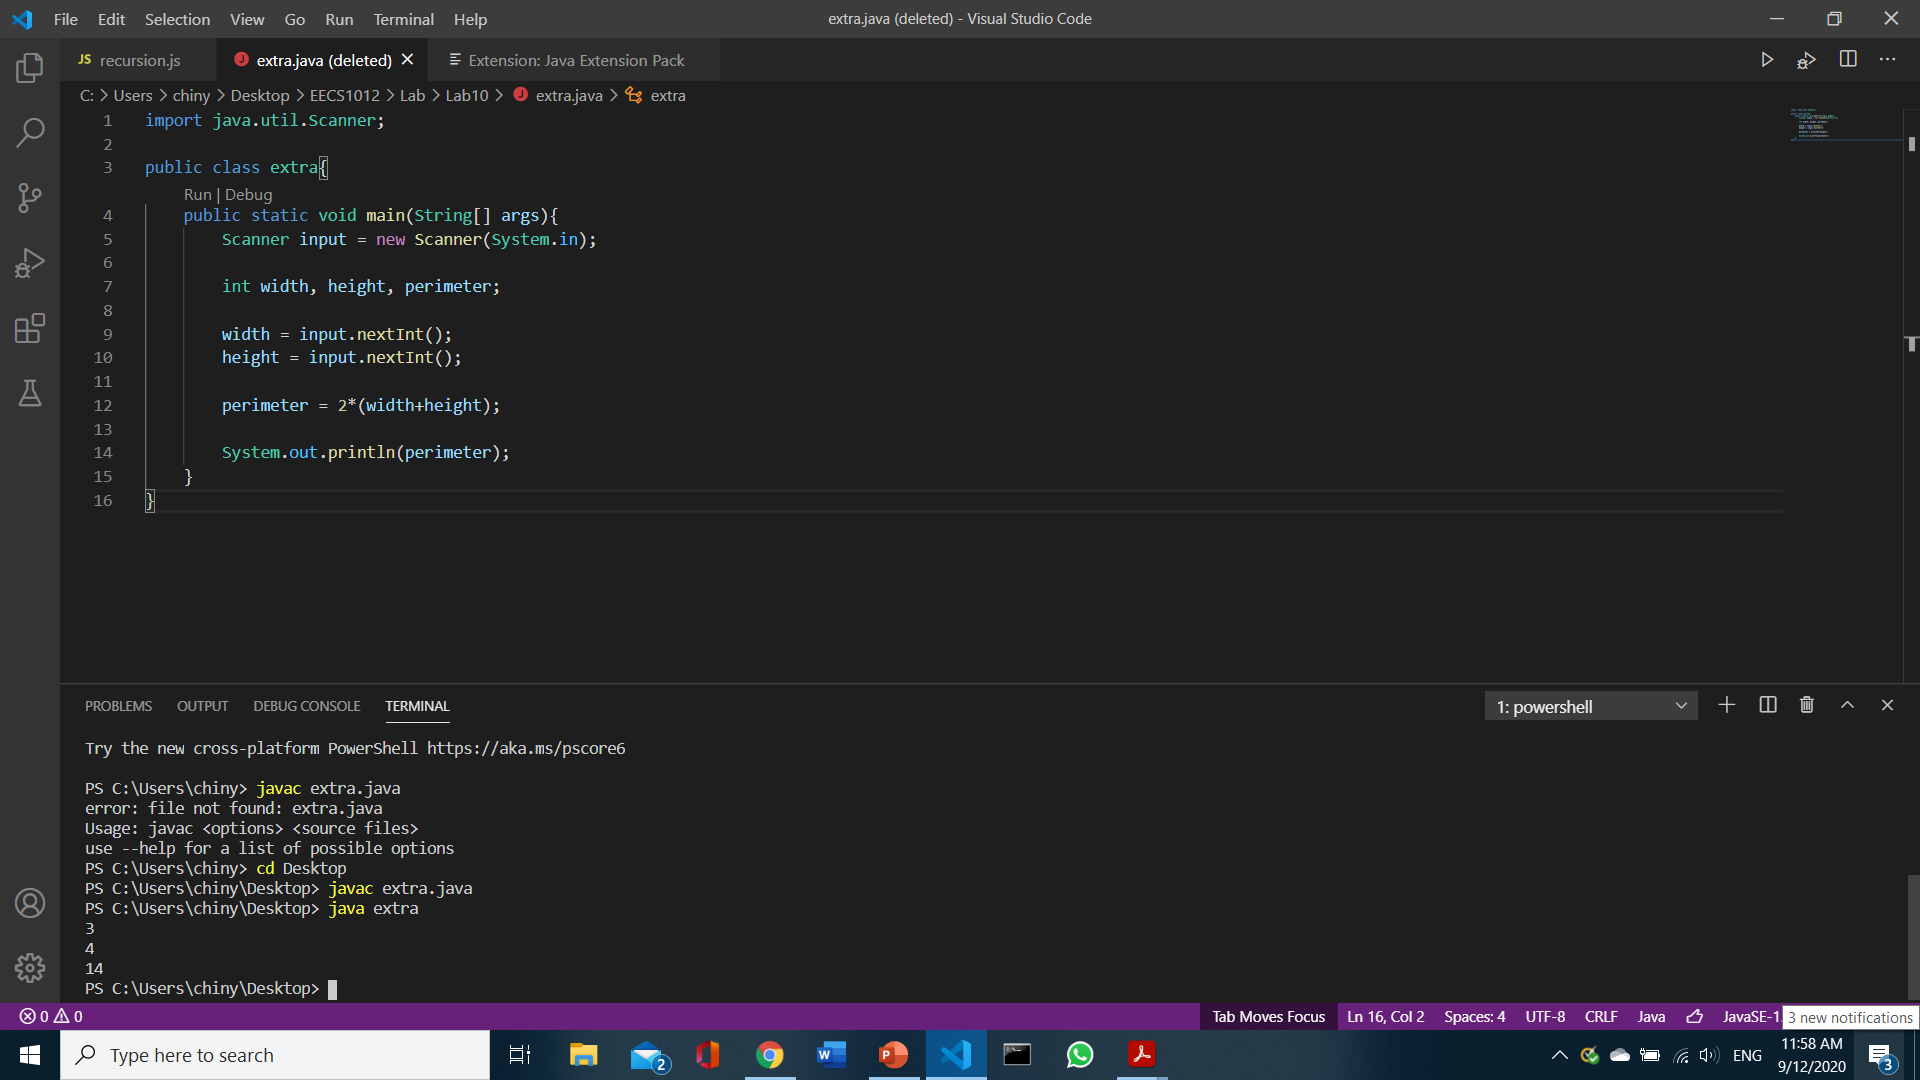 File Edit Selection View Go Run Terminal Help
extra.java (deleted) - Visual Studio Code
JS recursion.js
J extra.java (deleted)
Extension: Java Extension Pack
C: > Users > chiny > Desktop > EECS1012 > Lab > Lab10 > J extra.java > extra
1 import java.util.Scanner;
2
3 public class extra{
Run | Debug
4 public static void main(String[] args){
5 Scanner input = new Scanner(System.in);
6
7 int width, height, perimeter;
8
9 width = input.nextInt();
10 height = input.nextInt();
11
12 perimeter = 2*(width+height);
13
14 System.out.println(perimeter);
15 }
16 }
PROBLEMS OUTPUT DEBUG CONSOLE TERMINAL
1: powershell
Try the new cross-platform PowerShell https://aka.ms/pscore6
PS C:\Users\chiny> javac extra.java
error: file not found: extra.java
Usage: javac <options> <source files>
use --help for a list of possible options
PS C:\Users\chiny> cd Desktop
PS C:\Users\chiny\Desktop> javac extra.java
PS C:\Users\chiny\Desktop> java extra
3
4
14
PS C:\Users\chiny\Desktop>
0 0
Tab Moves Focus Ln 16, Col 2 Spaces: 4 UTF-8 CRLF Java JavaSE-1
3 new notifications
Type here to search
2
W
P
ENG
11:58 AM
9/12/2020
3